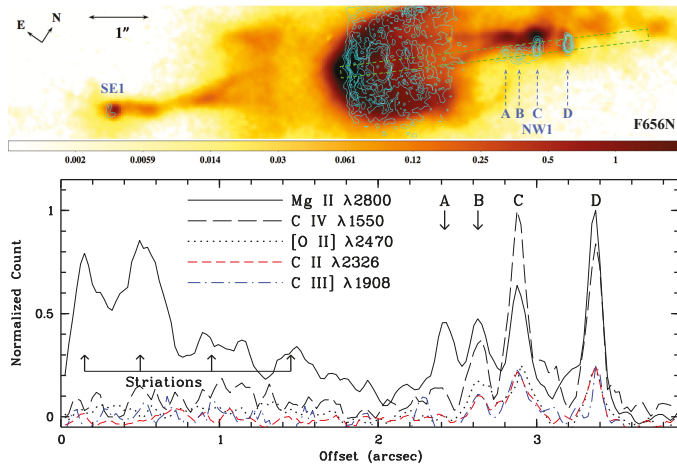 E N
1"
SE1
A B C D
NW1
F656N
0.002 0.0059 0.014 0.03 0.061 0.12 0.25 0.5 1
Mg II λ2800
C IV λ1550
[O II] λ2470
C II λ2326
C III] λ1908
A B C D
1
0.5
0
Normalized Count
Striations
0 1 2 3
Offset (arcsec)